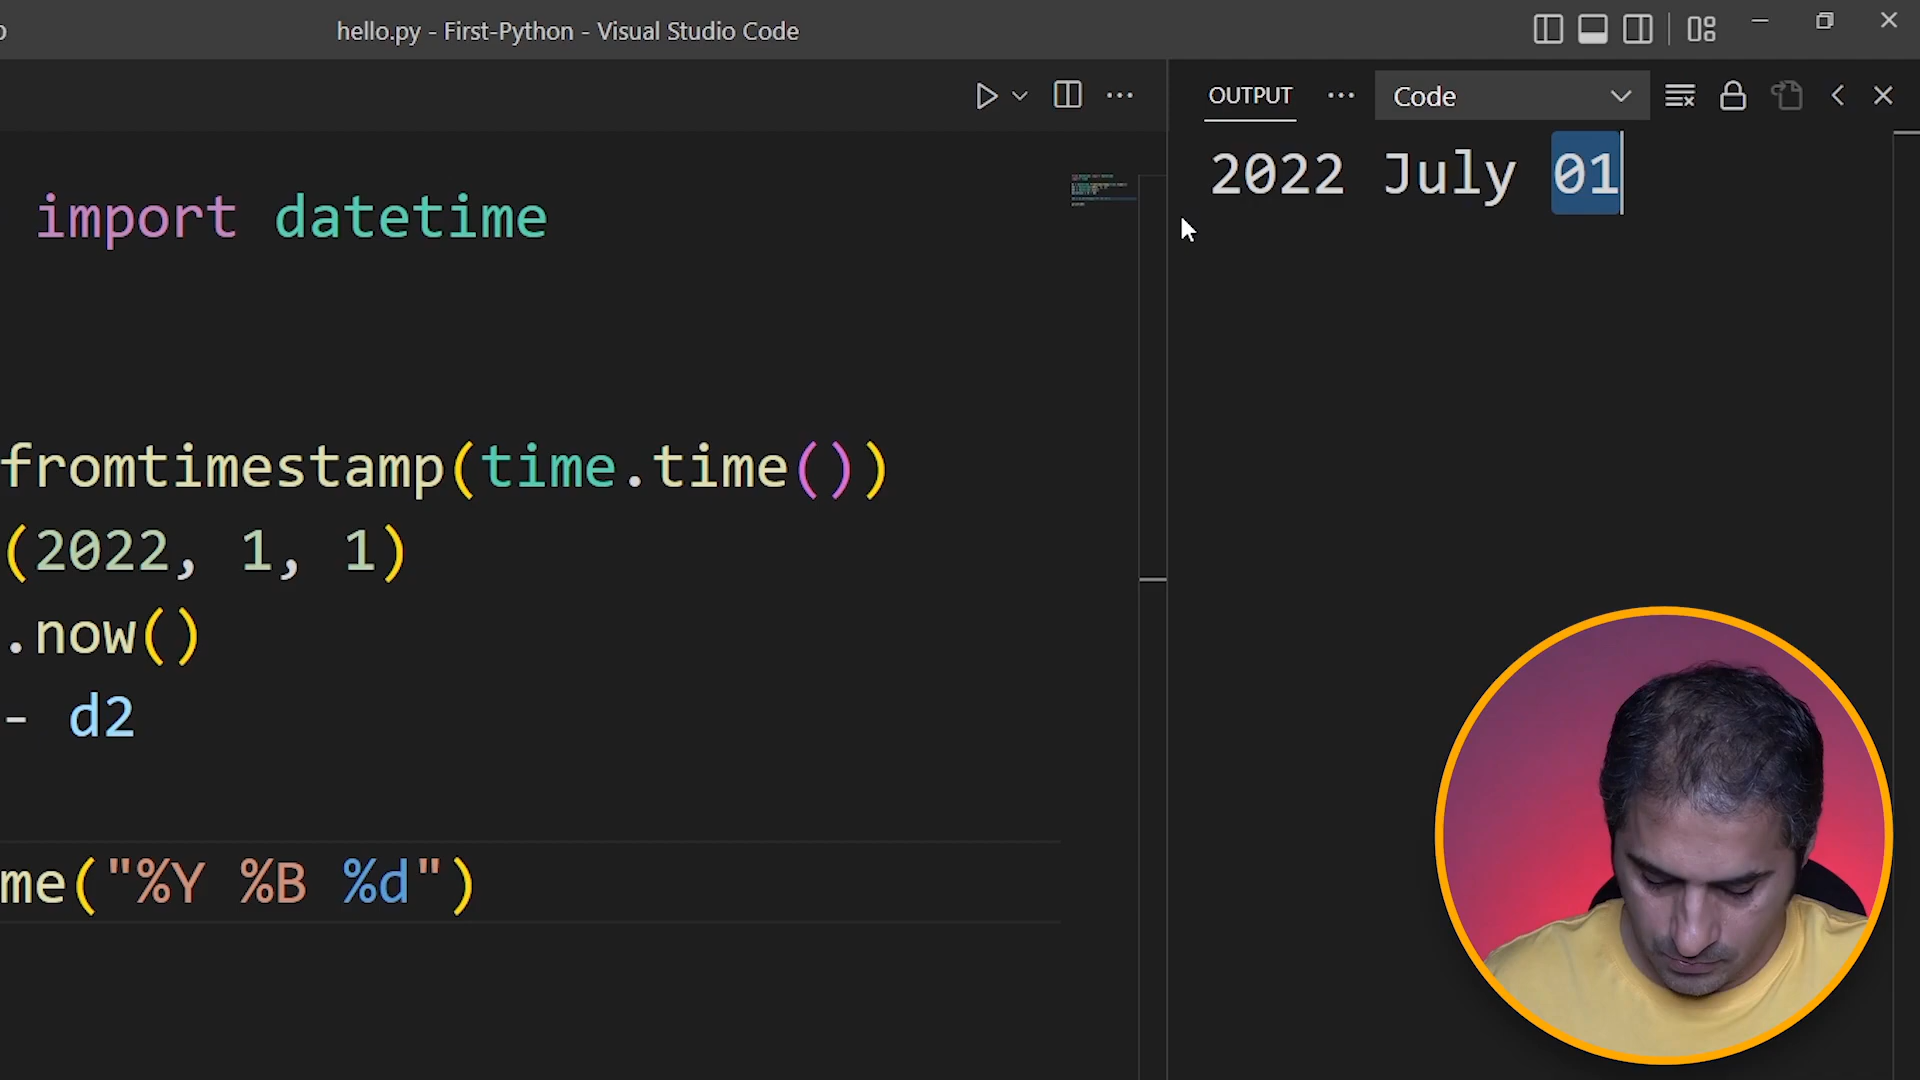 hello.py - First-Python - Visual Studio Code
OUTPUT
Code
2022 July 01
import datetime
fromtimestamp(time.time())
(2022, 1, 1)
.now()
- d2
me("%Y %B %d")